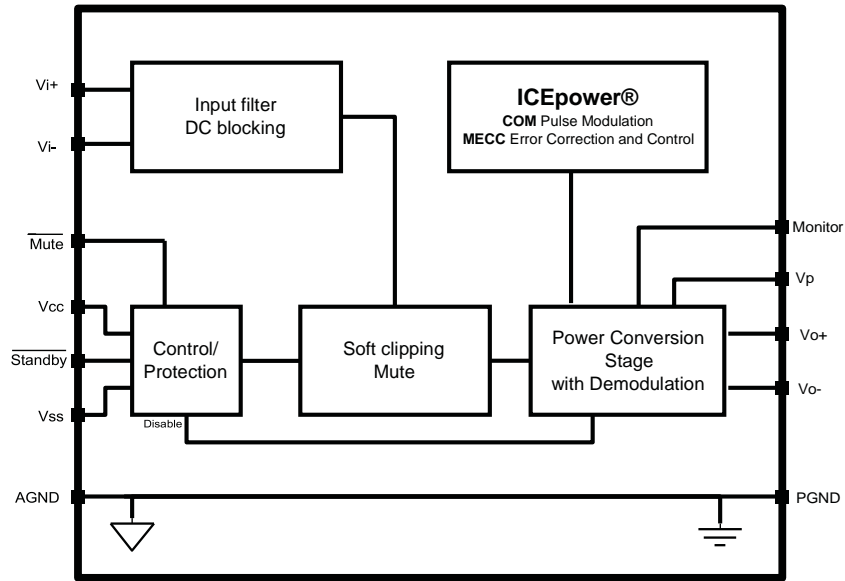 Vi+
Vi-
Input filter
DC blocking
ICEpower®
COM Pulse Modulation
MECC Error Correction and Control
Mute
Monitor
Vcc
Vp
Standby
Control/
Protection
Soft clipping
Mute
Power Conversion
Stage
with Demodulation
Vo+
Vo-
Vss
Disable
AGND
PGND